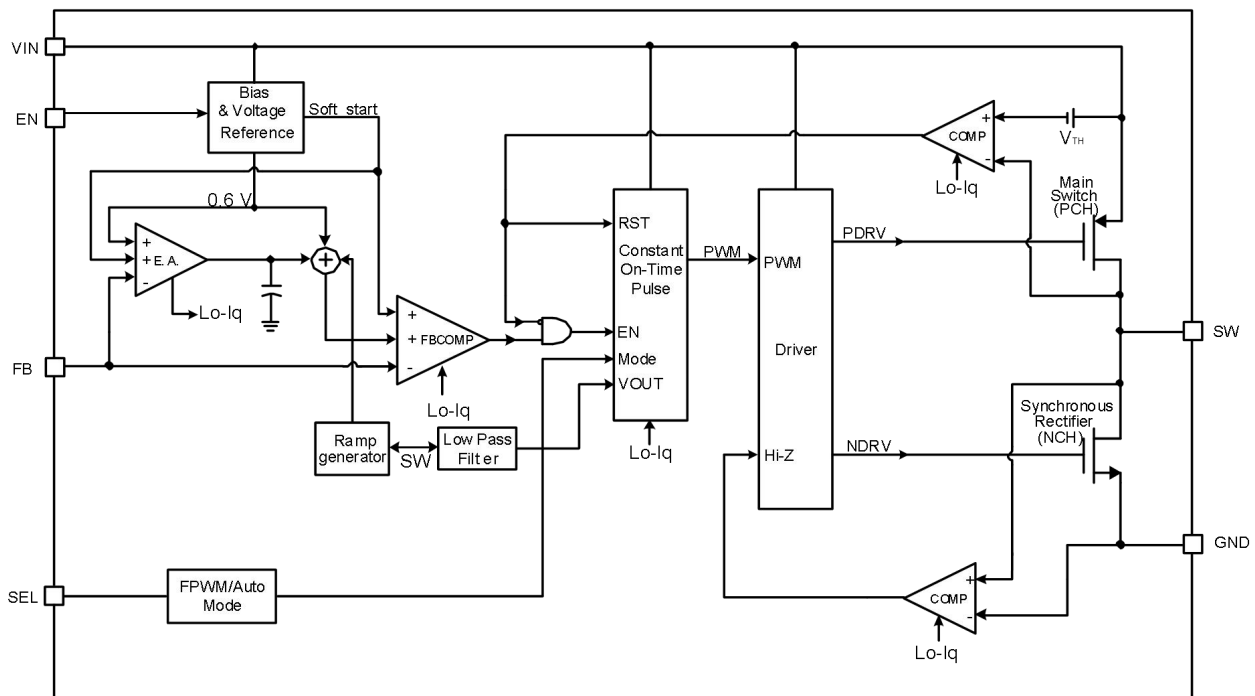 VIN
EN
Bias
& Voltage
Reference
Soft start
COMP
+
-
VTH
Lo-Iq
Main
Switch
(PCH)
0.6 V
+
+ E. A.
-
+
Lo-Iq
RST
Constant
On-Time
Pulse
EN
Mode
VOUT
Lo-Iq
PWM
PWM
Driver
Hi-Z
PDRV
SW
FB
+
+ FBCOMP
-
Lo-Iq
Ramp
generator
SW
Low Pass
Filter
Synchronous
Rectifier
(NCH)
NDRV
GND
SEL
FPWM/Auto
Mode
COMP
+
-
Lo-Iq